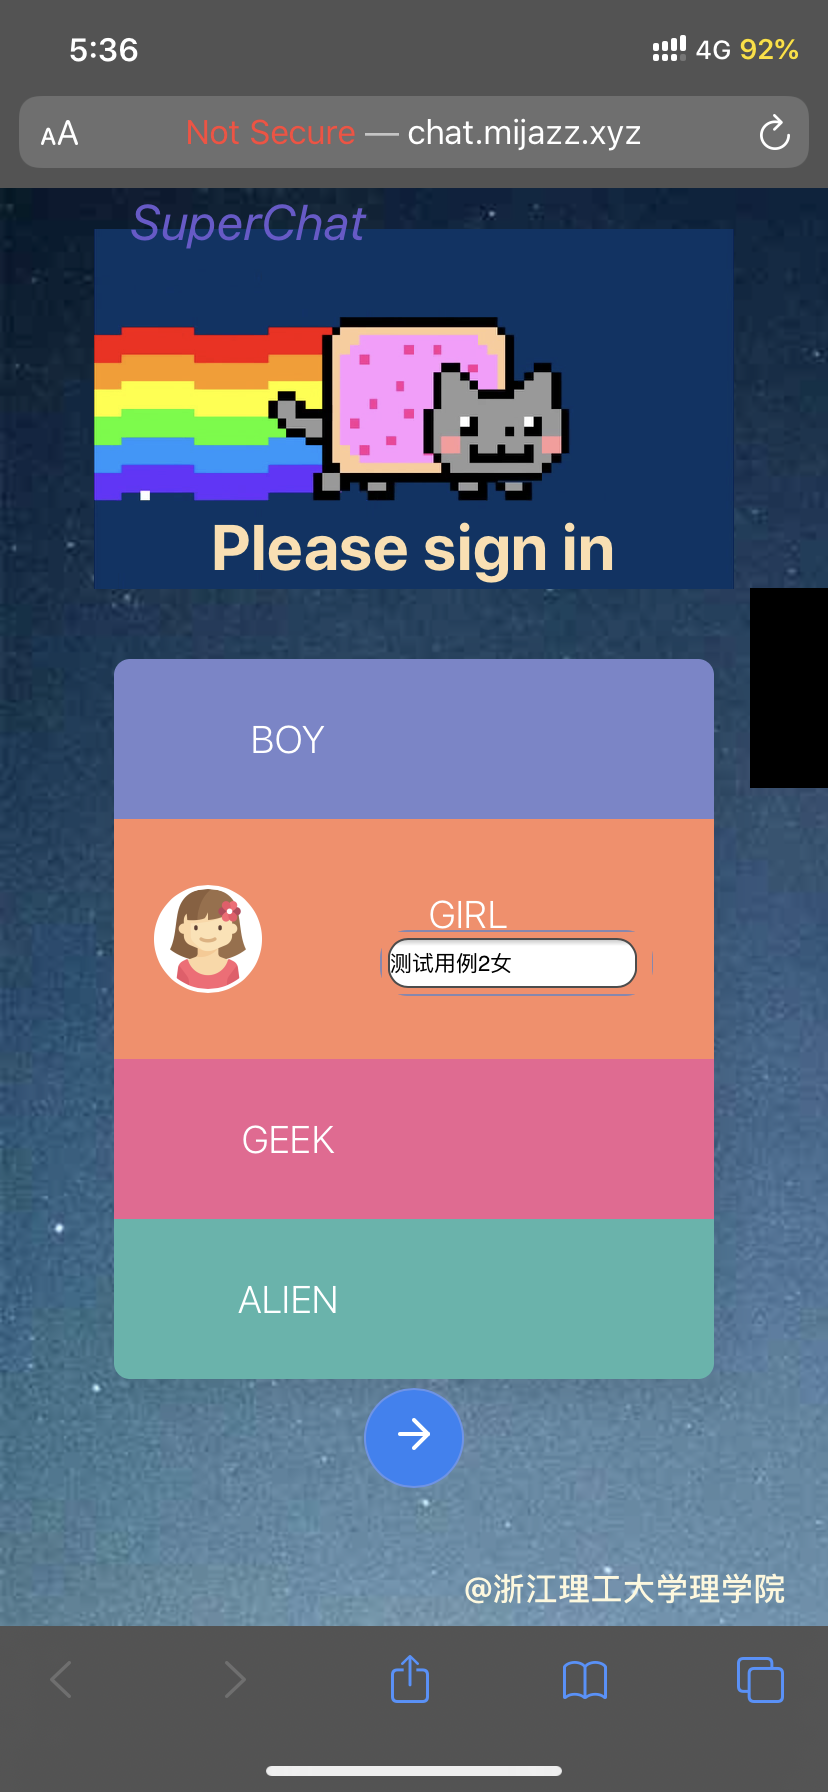 5:36
4G 92%
AA Not Secure — chat.mijazz.xyz
SuperChat
Please sign in
BOY
GIRL
测试用例2女
GEEK
ALIEN
@浙江理工大学理学院